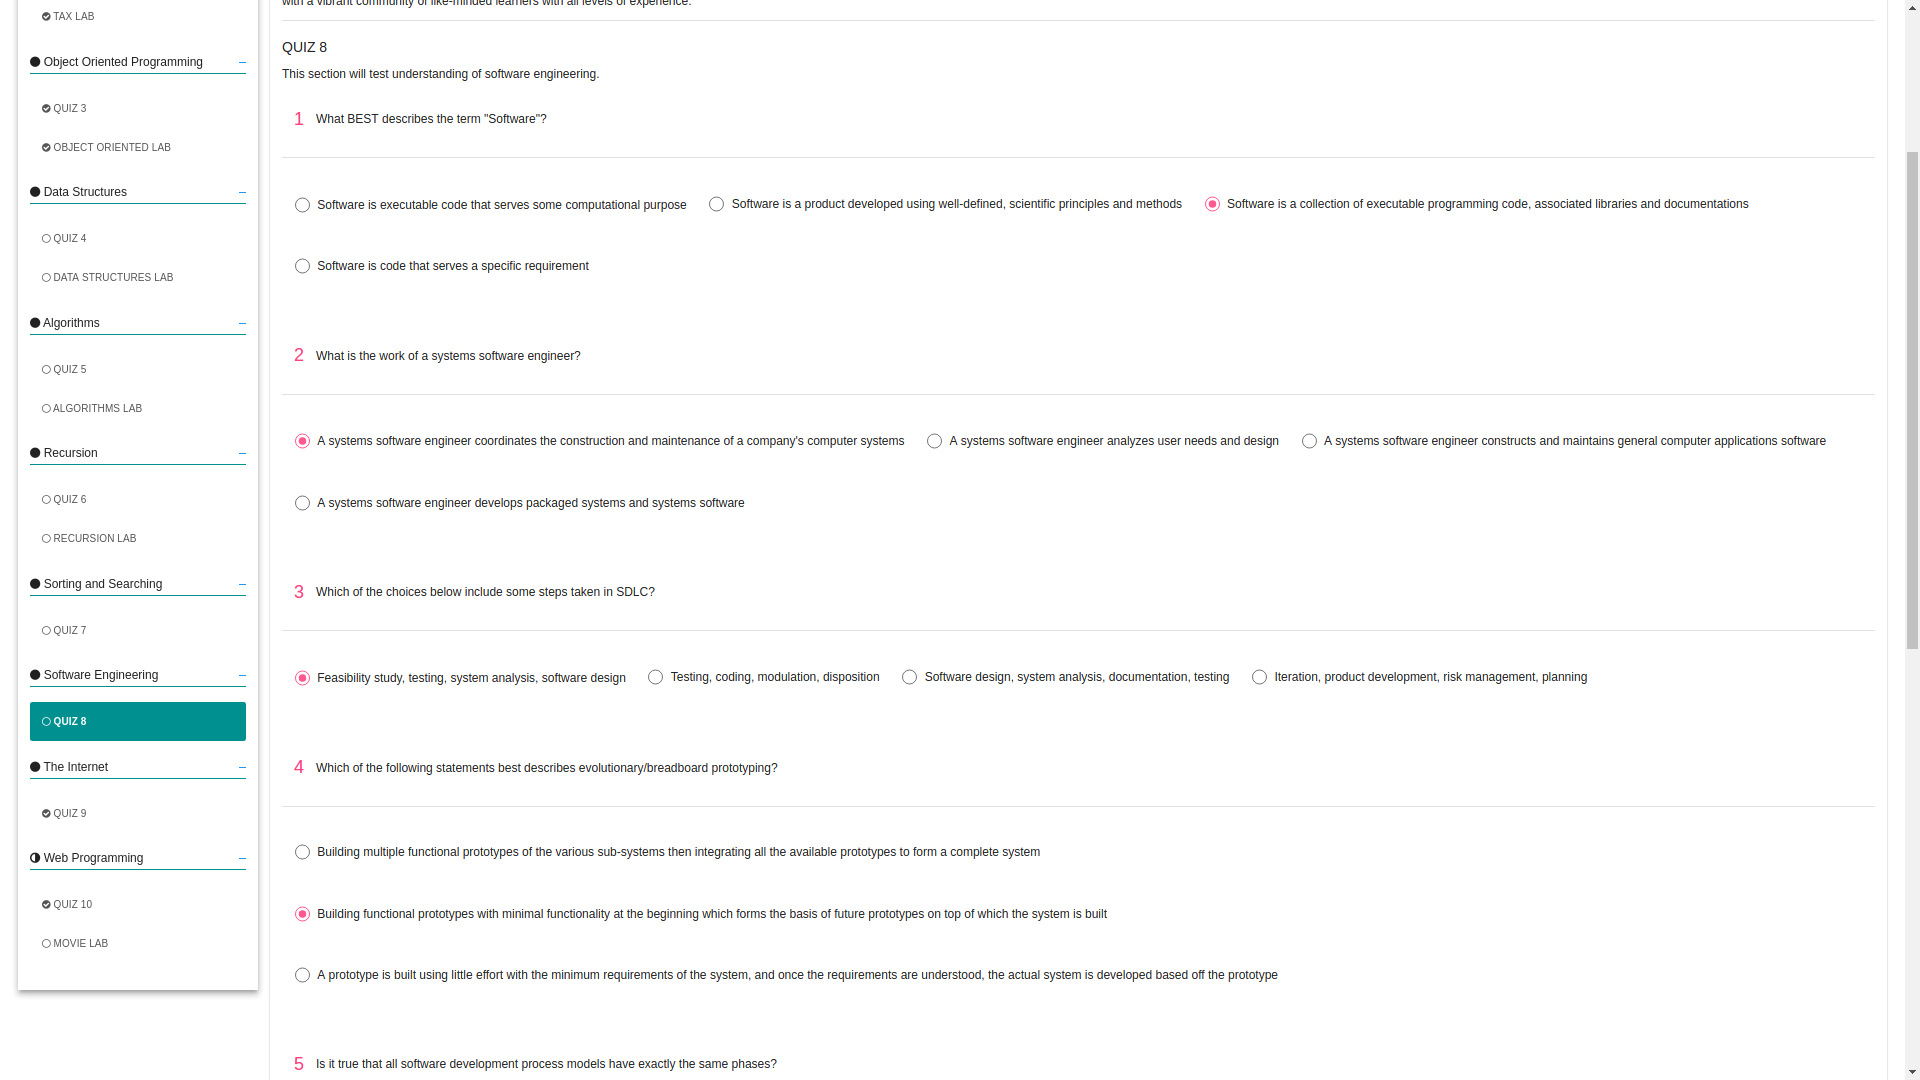 TAX LAB
Object Oriented Programming
QUIZ 3
OBJECT ORIENTED LAB
Data Structures
QUIZ 4
DATA STRUCTURES LAB
Algorithms
QUIZ 5
ALGORITHMS LAB
Recursion
QUIZ 6
RECURSION LAB
Sorting and Searching
QUIZ 7
Software Engineering
QUIZ 8
The Internet
QUIZ 9
Web Programming
QUIZ 10
MOVIE LAB
with a vibrant community of like-minded learners with all levels of experience.
QUIZ 8
This section will test understanding of software engineering.
1 What BEST describes the term "Software"?
Software is executable code that serves some computational purpose
Software is a product developed using well-defined, scientific principles and methods
Software is a collection of executable programming code, associated libraries and documentations
Software is code that serves a specific requirement
2 What is the work of a systems software engineer?
A systems software engineer coordinates the construction and maintenance of a company's computer systems
A systems software engineer analyzes user needs and design
A systems software engineer constructs and maintains general computer applications software
A systems software engineer develops packaged systems and systems software
3 Which of the choices below include some steps taken in SDLC?
Feasibility study, testing, system analysis, software design
Testing, coding, modulation, disposition
Software design, system analysis, documentation, testing
Iteration, product development, risk management, planning
4 Which of the following statements best describes evolutionary/breadboard prototyping?
Building multiple functional prototypes of the various sub-systems then integrating all the available prototypes to form a complete system
Building functional prototypes with minimal functionality at the beginning which forms the basis of future prototypes on top of which the system is built
A prototype is built using little effort with the minimum requirements of the system, and once the requirements are understood, the actual system is developed based off the prototype
5 Is it true that all software development process models have exactly the same phases?